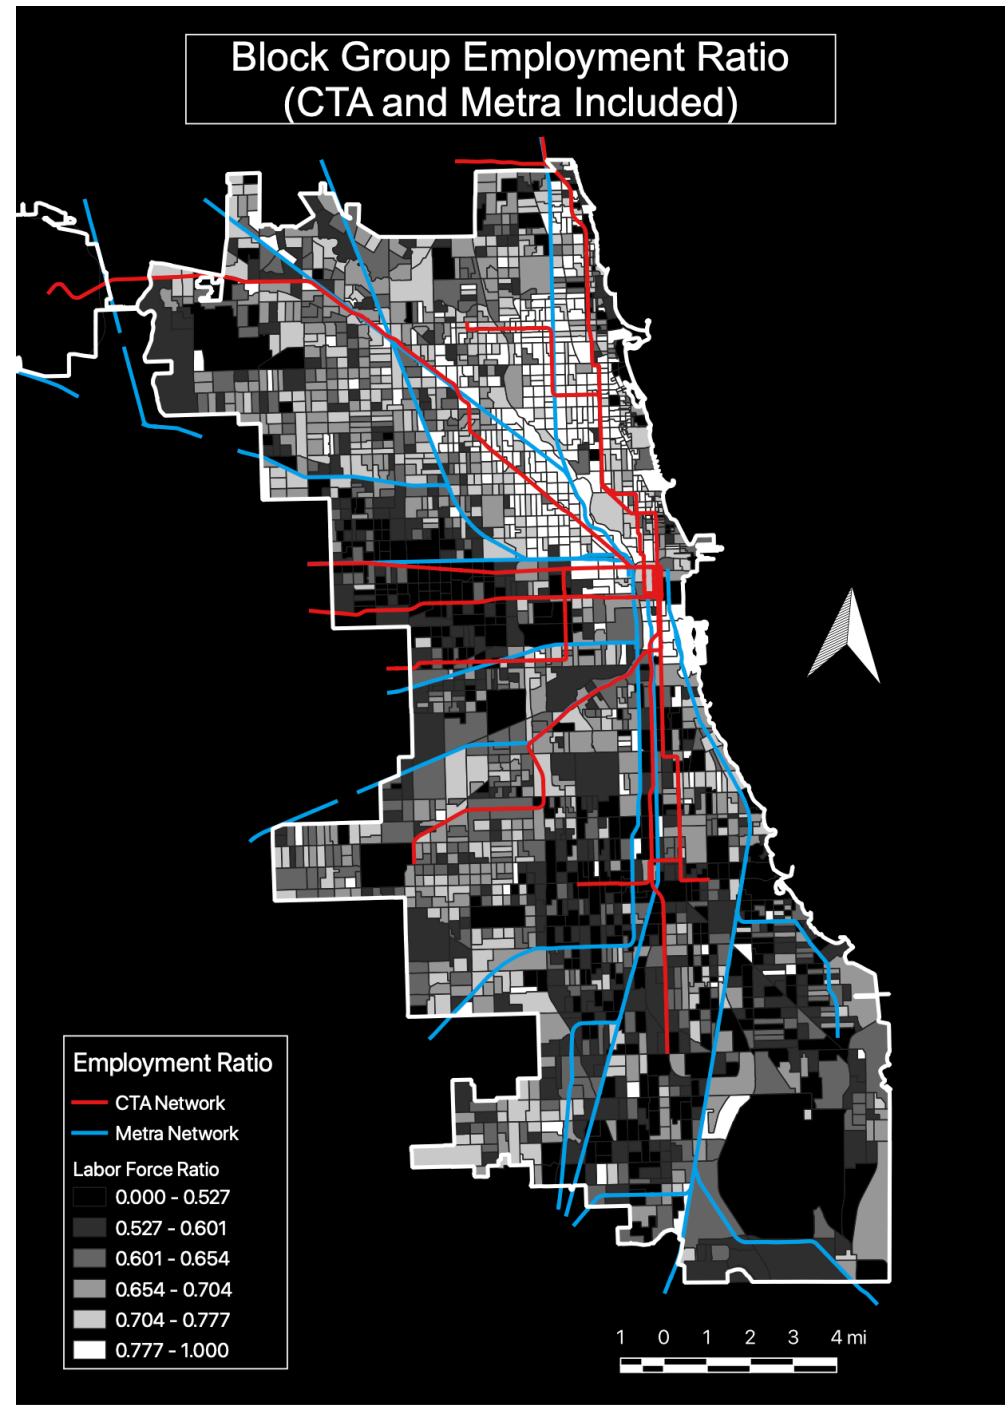 Block Group Employment Ratio
(CTA and Metra Included)
Employment Ratio
CTA Network
Metra Network
Labor Force Ratio
0.000 - 0.527
0.527 - 0.601
0.601 - 0.654
0.654 - 0.704
0.704 - 0.777
0.777 - 1.000
1 0 1 2 3 4 mi